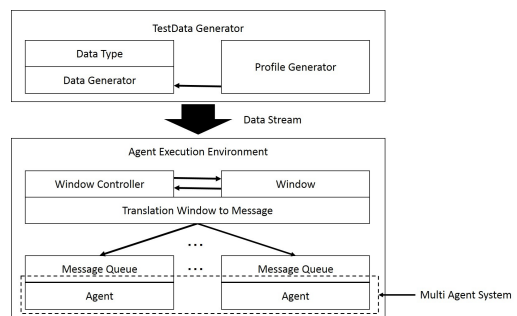 TestData Generator
Data Type
Data Generator
Profile Generator
Data Stream
Agent Execution Environment
Window Controller
Window
Translation Window to Message
...
Message Queue
...
Message Queue
Agent
Agent
Multi Agent System